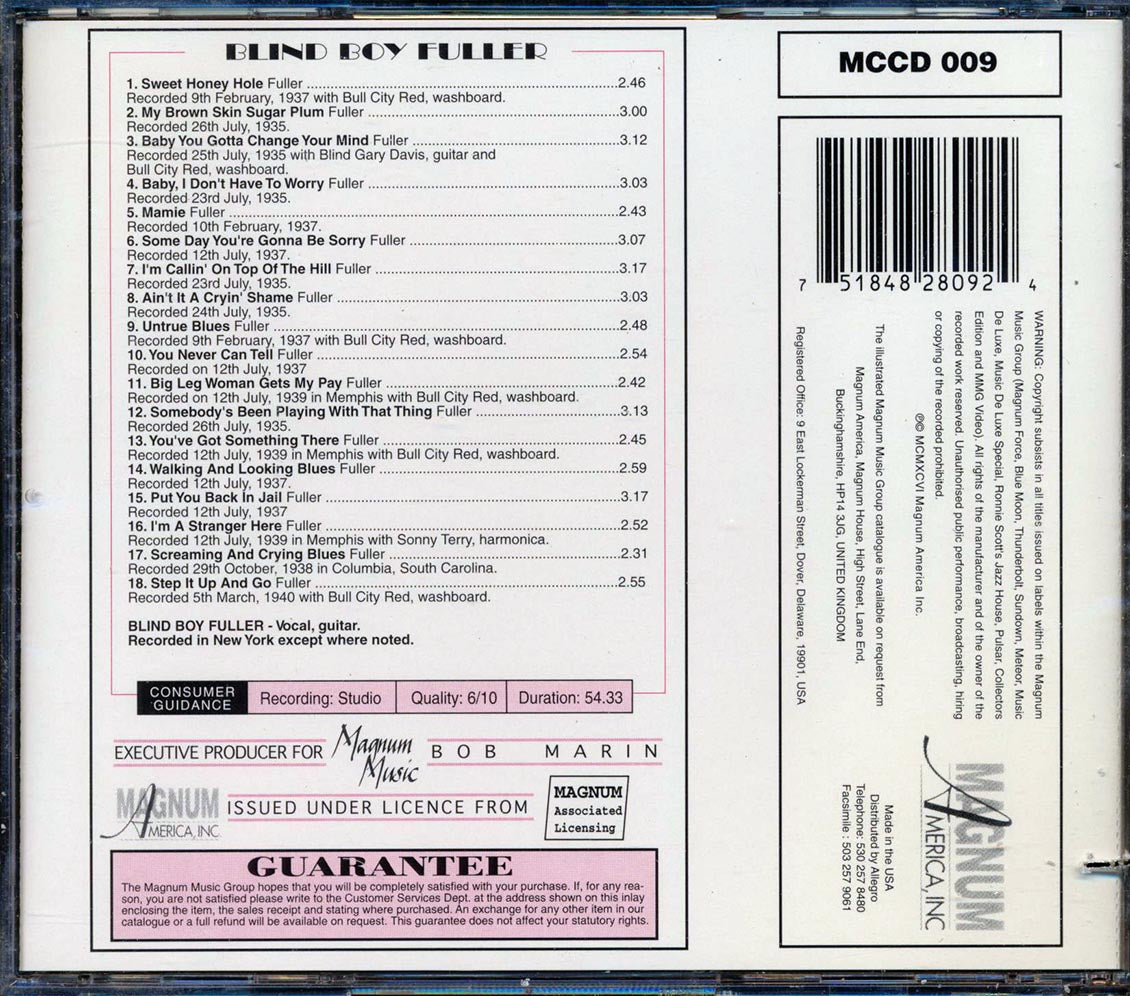 BLIND BOY FULLER
1. Sweet Honey Hole Fuller ...2.46
Recorded 9th February, 1937 with Bull City Red, washboard.
2. My Brown Skin Sugar Plum Fuller ...3.00
Recorded 26th July, 1935.
3. Baby You Gotta Change Your Mind Fuller ...3.12
Recorded 25th July, 1935 with Blind Gary Davis, guitar and
Bull City Red, washboard.
4. Baby, I Don't Have To Worry Fuller ...3.03
Recorded 23rd July, 1935.
5. Mamie Fuller ...2.43
Recorded 10th February, 1937.
6. Some Day You're Gonna Be Sorry Fuller ...3.07
Recorded 12th July, 1937.
7. I'm Callin' On Top Of The Hill Fuller ...3.17
Recorded 23rd July, 1935.
8. Ain't It A Cryin' Shame Fuller ...3.03
Recorded 24th July, 1935.
9. Untrue Blues Fuller ...2.48
Recorded 9th February, 1937 with Bull City Red, washboard.
10. You Never Can Tell Fuller ...2.54
Recorded on 12th July, 1937
11. Big Leg Woman Gets My Pay Fuller ...2.42
Recorded on 12th July, 1939 in Memphis with Bull City Red, washboard.
12. Somebody's Been Playing With That Thing Fuller ...3.13
Recorded 26th July, 1935.
13. You've Got Something There Fuller ...2.45
Recorded 12th July, 1939 in Memphis with Bull City Red, washboard.
14. Walking And Looking Blues Fuller ...2.59
Recorded 12th July, 1937.
15. Put You Back In Jail Fuller ...3.17
Recorded 12th July, 1937
16. I'm A Stranger Here Fuller ...2.52
Recorded 12th July, 1939 in Memphis with Sonny Terry, harmonica.
17. Screaming And Crying Blues Fuller ...2.31
Recorded 29th October, 1938 in Columbia, South Carolina.
18. Step It Up And Go Fuller ...2.55
Recorded 5th March, 1940 with Bull City Red, washboard.
BLIND BOY FULLER - Vocal, guitar.
Recorded in New York except where noted.
CONSUMER
GUIDANCE
Recording: Studio
Quality: 6/10
Duration: 54.33
EXECUTIVE PRODUCER FOR Magnum Music BOB MARIN
MAGNUM
AMERICA, INC
ISSUED UNDER LICENCE FROM
MAGNUM
Associated
Licensing
GUARANTEE
The Magnum Music Group hopes that you will be completely satisfied with your purchase. If, for any rea-
son, you are not satisfied please write to the Customer Services Dept. at the address shown on this inlay
enclosing the item, the sales receipt and stating where purchased. An exchange for any other item in our
catalogue or a full refund will be available on request. This guarantee does not affect your statutory rights.
MCCD 009
7 51848 28092 4
WARNING: Copyright subsists in all titles issued on labels within the Magnum
Music Group (Magnum Force, Blue Moon, Thunderbolt, Sundown, Meteor, Music
De Luxe, Music De Luxe Special, Ronnie Scott's Jazz House, Pulsar, Collectors
Edition and MMG Video). All rights of the manufacturer and of the owner of the
recorded work reserved. Unauthorised public performance, broadcasting, hiring
or copying of the recorded prohibited.
℗© MCMXCVI Magnum America Inc.
The illustrated Magnum Music Group catalogue is available on request from
Magnum America, Magnum House, High Street, Lane End,
Buckinghamshire, HP14 3JG, UNITED KINGDOM
Registered Office: 9 East Lockerman Street, Dover, Delaware, 19901, USA
MAGNUM
AMERICA, INC
Made in the USA
Distributed by Allegro
Telephone: 530 257 8480
Facsimile : 503 257 9061